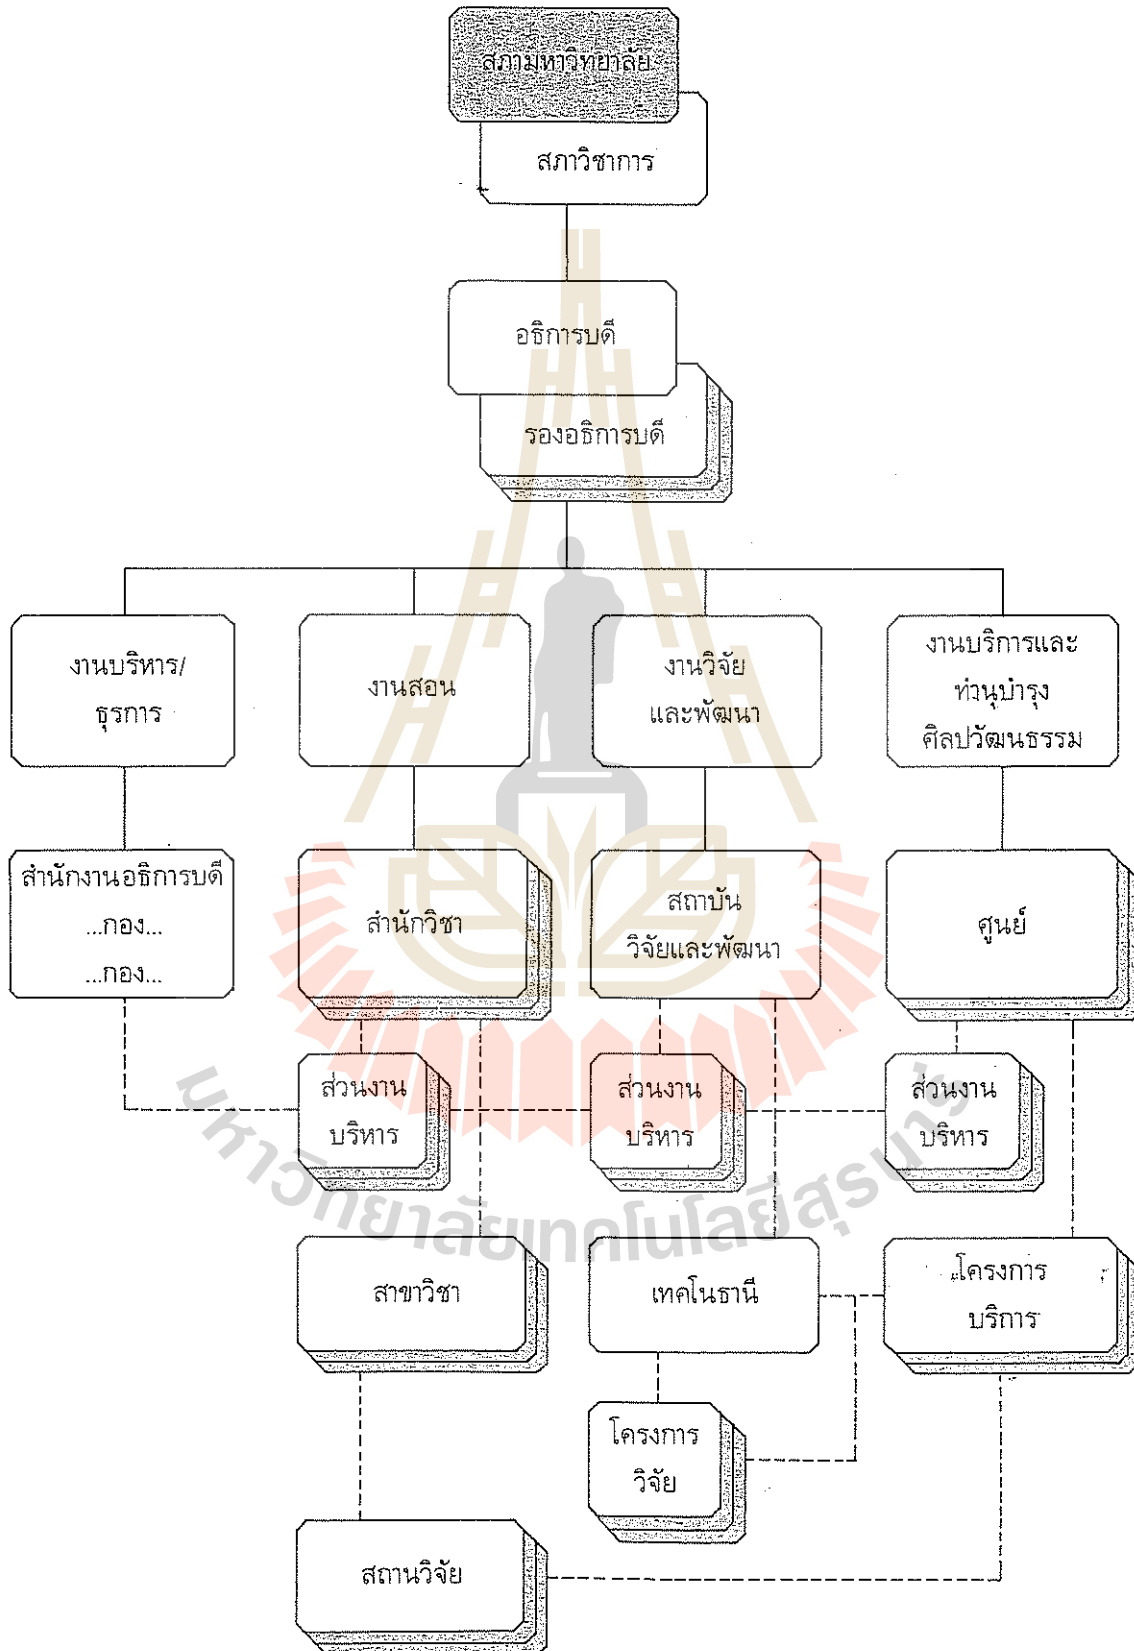 สภามหาวิทยาลัย
สภาวิชาการ
อธิการบดี
รองอธิการบดี
งานบริหาร/
ธุรการ
งานสอน
งานวิจัย
และพัฒนา
งานบริการและ
ทำนุบำรุง
ศิลปวัฒนธรรม
สำนักงานอธิการบดี
...กอง...
...กอง...
สำนักวิชา
สถาบัน
วิจัยและพัฒนา
ศูนย์
ส่วนงาน
บริหาร
ส่วนงาน
บริหาร
ส่วนงาน
บริหาร
มหาวิทยาลัยเทคโนโลยีสุรนารี
สาขาวิชา
เทคโนธานี
โครงการ
บริการ
โครงการ
วิจัย
สถานวิจัย